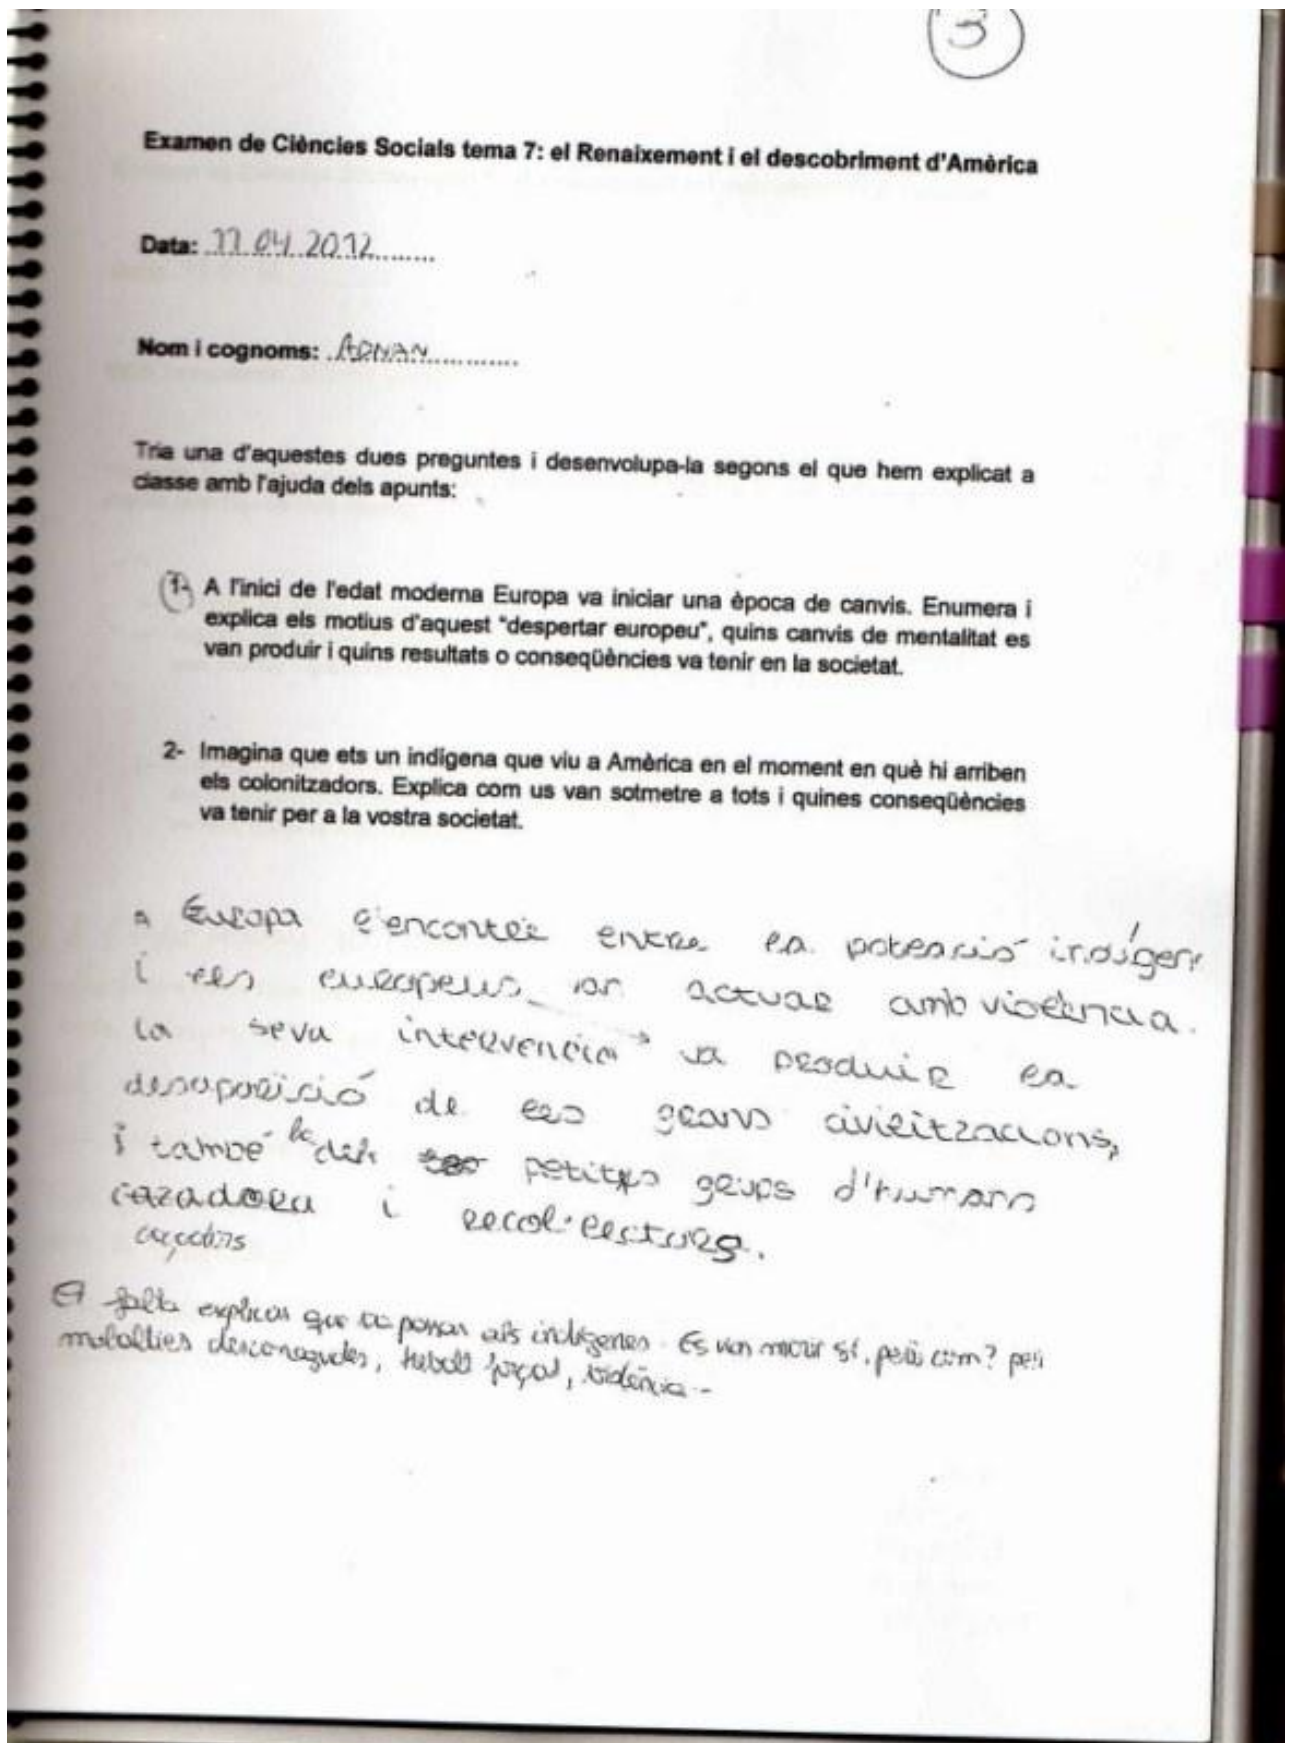 3
Examen de Ciències Socials tema 7: el Renaixement i el descobriment d'Amèrica
Data: 17.04.2012
Nom i cognoms: ADNAN
Tria una d'aquestes dues preguntes i desenvolupa-la segons el que hem explicat a
classe amb l'ajuda dels apunts:
1- A l'inici de l'edat moderna Europa va iniciar una època de canvis. Enumera i
explica els motius d'aquest "despertar europeu", quins canvis de mentalitat es
van produir i quins resultats o conseqüències va tenir en la societat.
2- Imagina que ets un indígena que viu a Amèrica en el moment en què hi arriben
els colonitzadors. Explica com us van sotmetre a tots i quines conseqüències
va tenir per a la vostra societat.
Europa entre la població indígen
i els europeus van actuar amb violència.
la seva intervenció va produir la
desaparició de les grans civilitzacions,
i també la dels petits grups d'humans
cazadora i recol·lectors.
caçadors
falta explicar que va passar als indígenes. Es van morir sí, però com? per
malalties desconegudes, treball forçat, violència